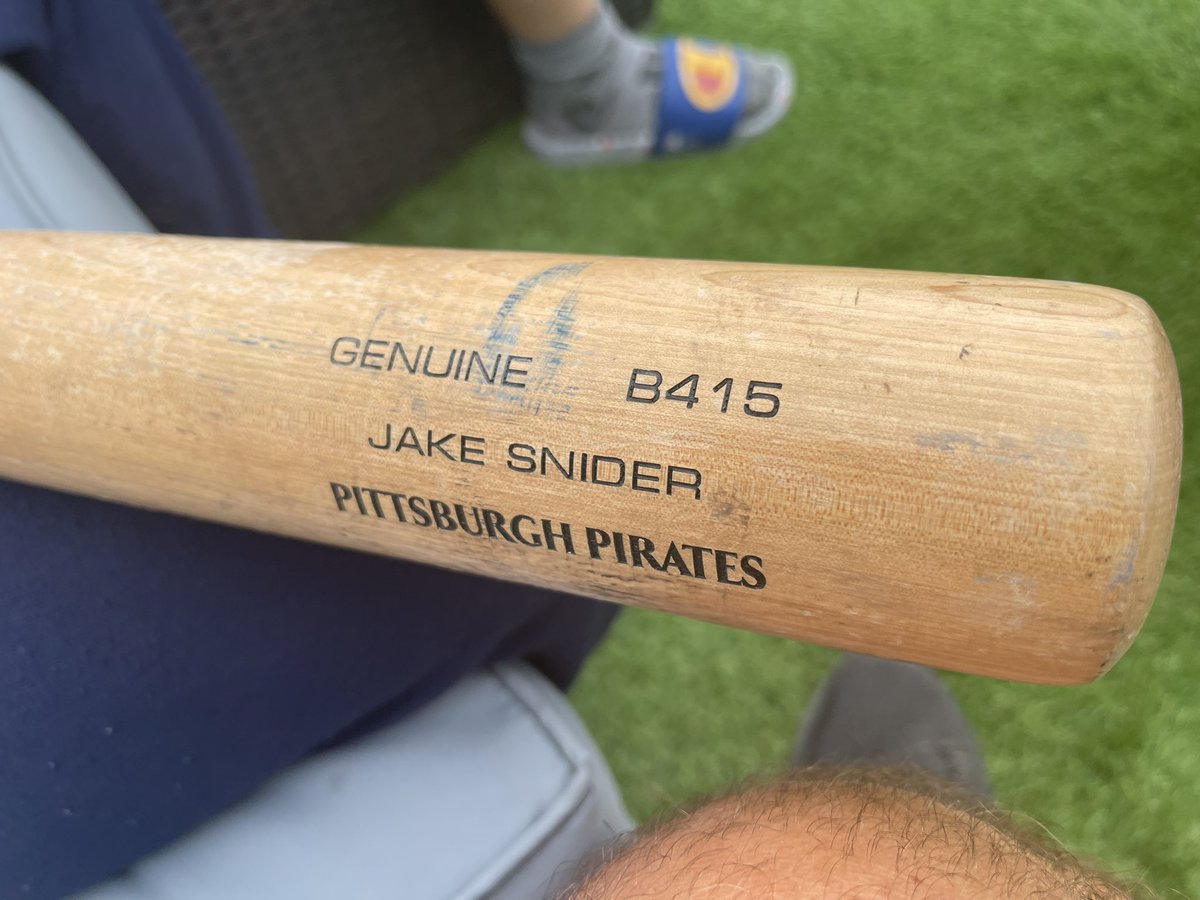 GENUINE B415
JAKE SNIDER
PITTSBURGH PIRATES